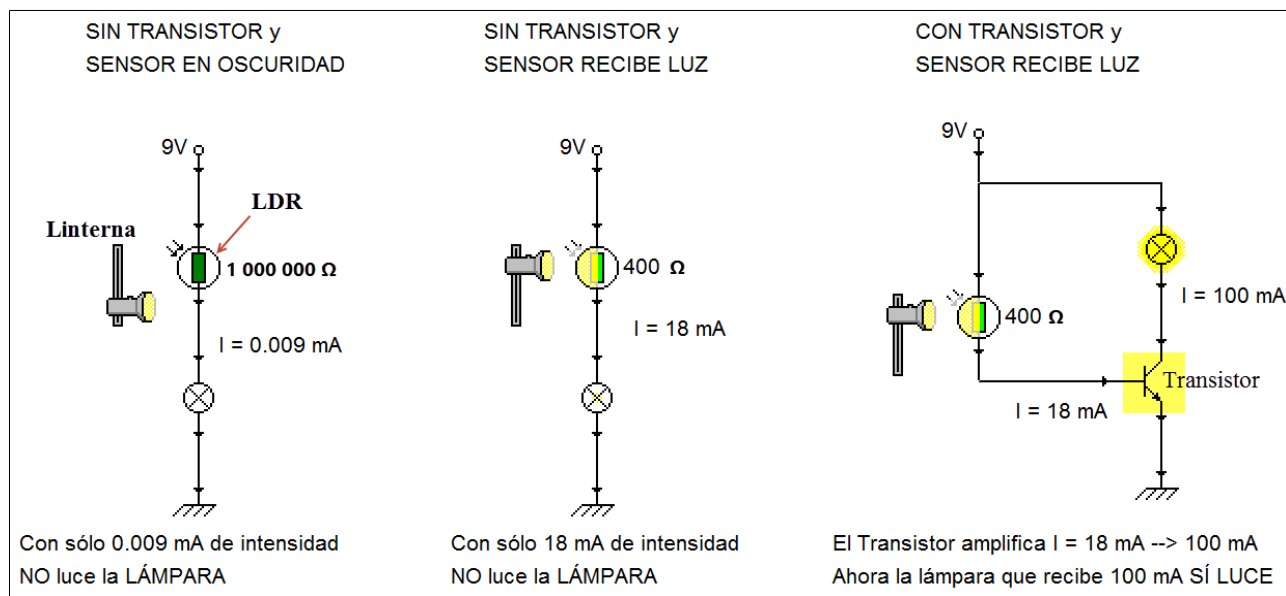 SIN TRANSISTOR y
SENSOR EN OSCURIDAD
9V
LDR
Linterna
1 000 000 Ω
I = 0.009 mA
Con sólo 0.009 mA de intensidad
NO luce la LÁMPARA
SIN TRANSISTOR y
SENSOR RECIBE LUZ
9V
400 Ω
I = 18 mA
Con sólo 18 mA de intensidad
NO luce la LÁMPARA
CON TRANSISTOR y
SENSOR RECIBE LUZ
9V
I = 100 mA
400 Ω
Transistor
I = 18 mA
El Transistor amplifica I = 18 mA --> 100 mA
Ahora la lámpara que recibe 100 mA SÍ LUCE